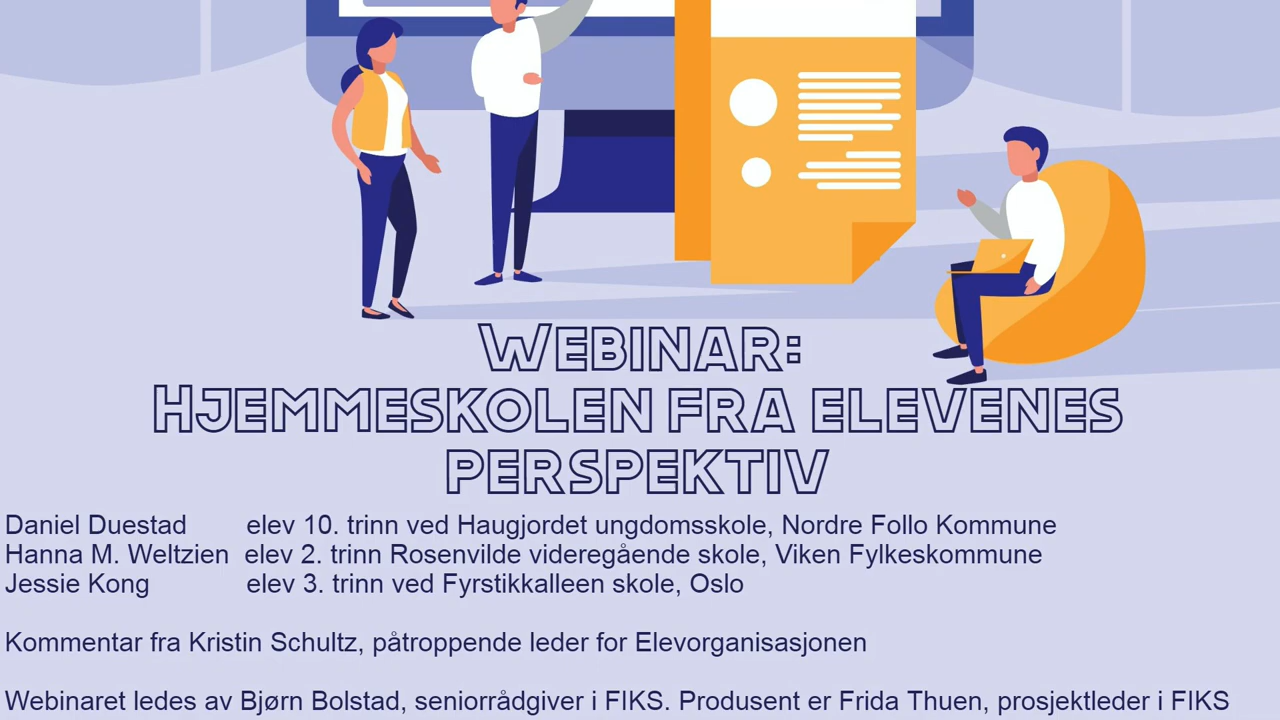 WEBINAR:
HJEMMESKOLEN FRA ELEVENES
PERSPEKTIV
Daniel Duestad elev 10. trinn ved Haugjordet ungdomsskole, Nordre Follo Kommune
Hanna M. Weltzien elev 2. trinn Rosenvilde videregående skole, Viken Fylkeskommune
Jessie Kong elev 3. trinn ved Fyrstikkalleen skole, Oslo
Kommentar fra Kristin Schultz, påtroppende leder for Elevorganisasjonen
Webinaret ledes av Bjørn Bolstad, seniorrådgiver i FIKS. Produsent er Frida Thuen, prosjektleder i FIKS